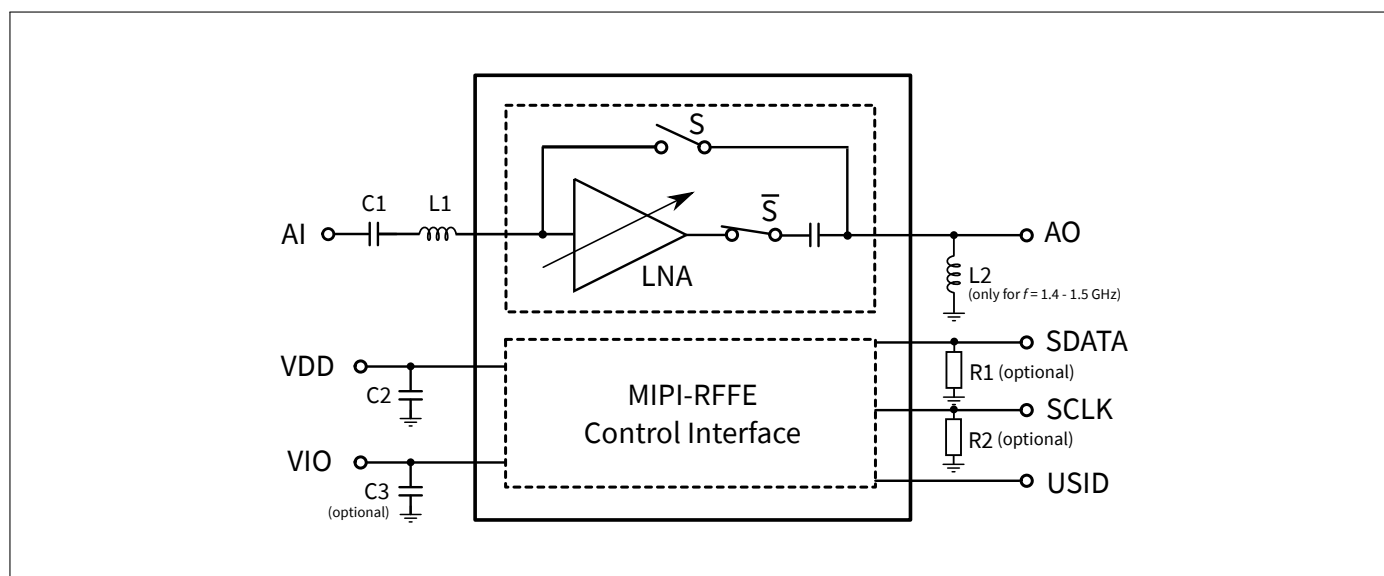 S
C1
L1
S̅
AI
AO
LNA
L2
(only for f = 1.4 - 1.5 GHz)
SDATA
VDD
R1 (optional)
C2
MIPI-RFFE
Control Interface
SCLK
R2 (optional)
VIO
C3
(optional)
USID